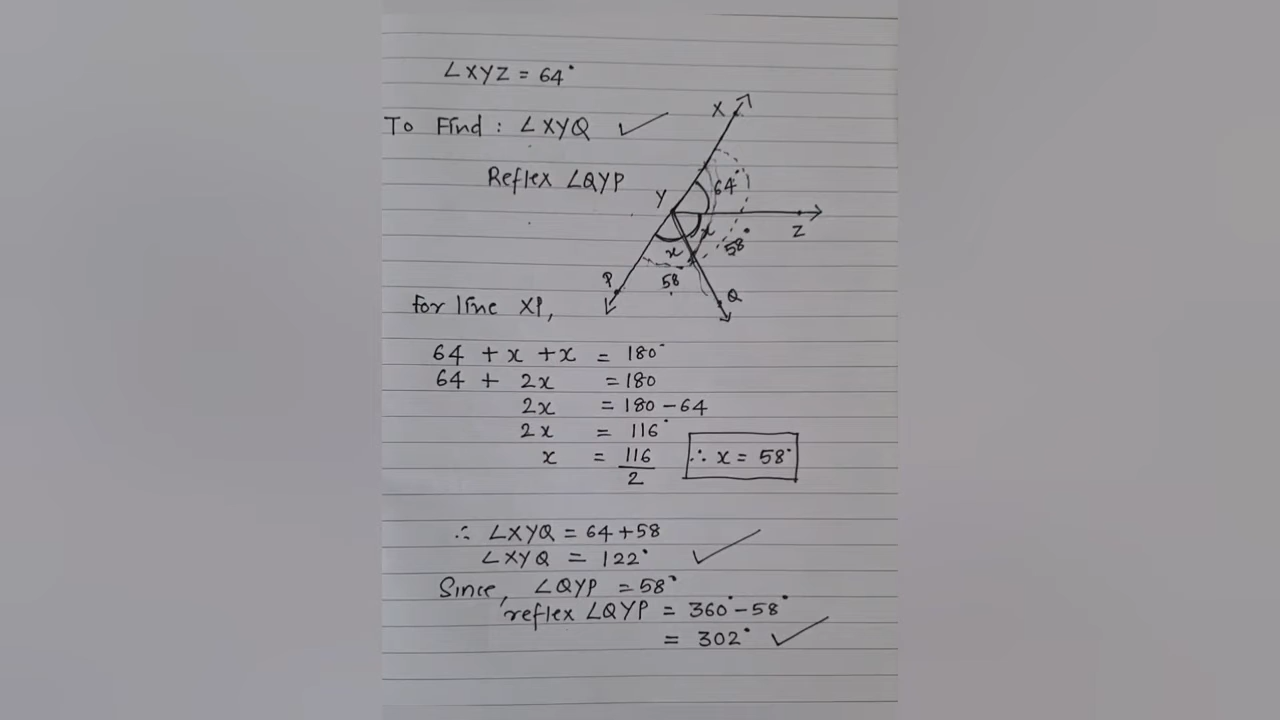 ∠XYZ = 64°
To Find : ∠XYQ ✓
Reflex ∠QYP
X
64°
Y
Z
x
58°
x
58
P
Q
for line XP,
64 + x + x = 180°
64 + 2x = 180
2x = 180 - 64
2x = 116°
x = 116/2 ∴ x = 58°
∴ ∠XYQ = 64 + 58
∠XYQ = 122° ✓
Since, ∠QYP = 58°
reflex ∠QYP = 360° - 58°
= 302° ✓